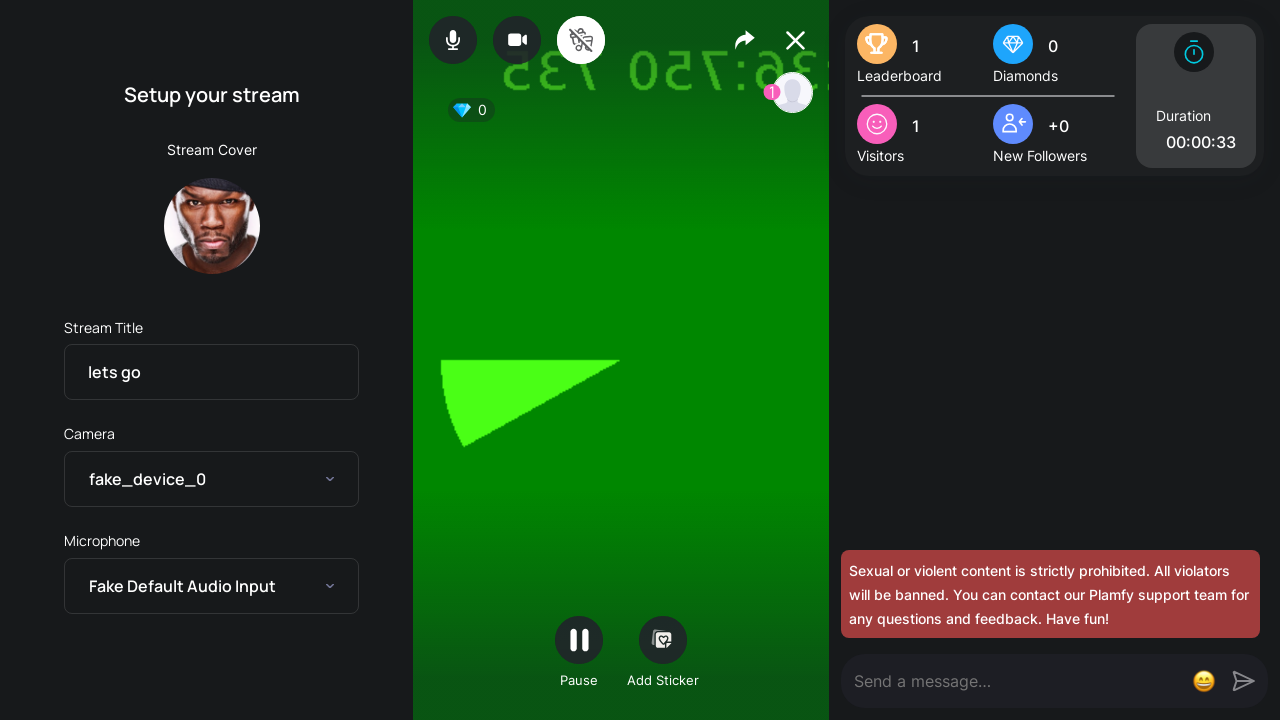 Setup your stream
Stream Cover
Stream Title
lets go
Camera
fake_device_0
Microphone
Fake Default Audio Input
0
1
Pause
Add Sticker
1
Leaderboard
0
Diamonds
1
Visitors
+0
New Followers
Duration
00:00:33
Sexual or violent content is strictly prohibited. All violators
will be banned. You can contact our Plamfy support team for
any questions and feedback. Have fun!
Send a message...